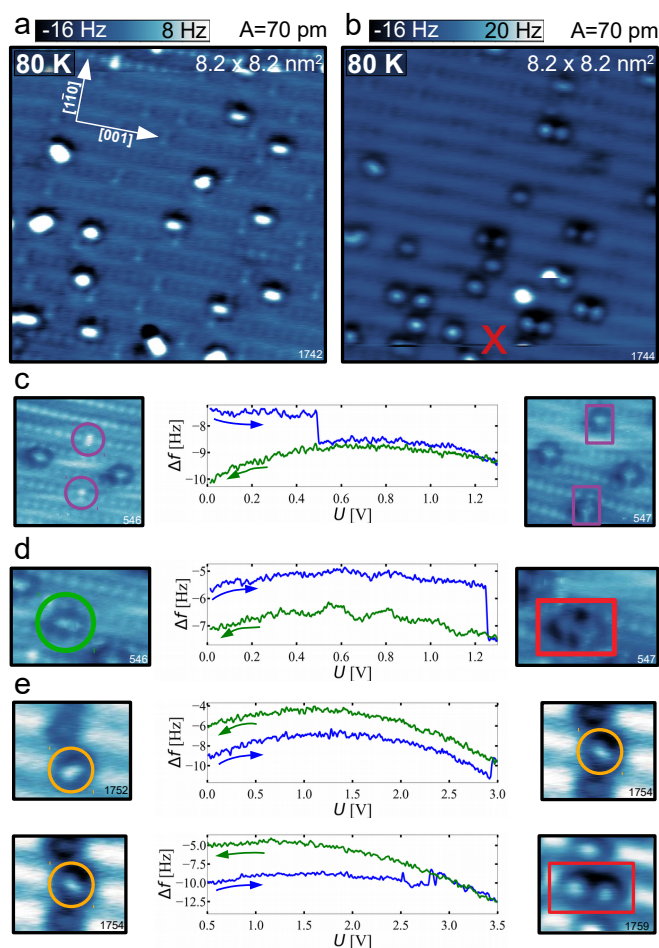 a
-16 Hz 8 Hz A=70 pm
80 K 8.2 x 8.2 nm²
[11̄0]
[001]
1742
b
-16 Hz 20 Hz A=70 pm
80 K 8.2 x 8.2 nm²
X
1744
c
546
Δf [Hz]
−8
−9
−10
0.0 0.2 0.4 0.6 0.8 1.0 1.2
U [V]
547
d
546
Δf [Hz]
−5
−6
−7
0.0 0.2 0.4 0.6 0.8 1.0 1.2
U [V]
547
e
1752
Δf [Hz]
−4
−6
−8
−10
0.0 0.5 1.0 1.5 2.0 2.5 3.0
U [V]
1754
1754
Δf [Hz]
−5.0
−7.5
−10.0
−12.5
0.5 1.0 1.5 2.0 2.5 3.0 3.5
U [V]
1759